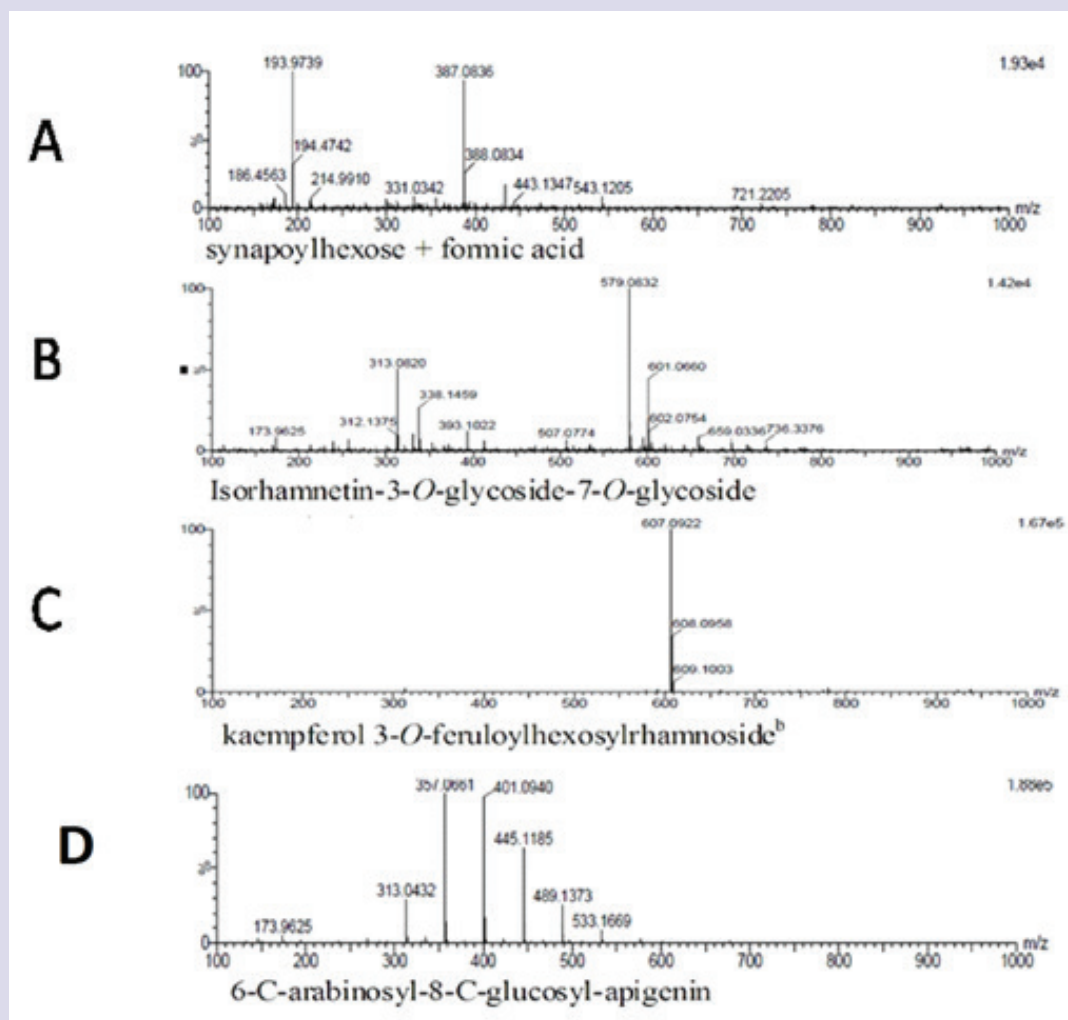 A
193.9739
387.0836
1.93e4
100
%
194.4742
388.0834
186.4563
214.9910
331.0342
443.1347
543.1205
721.2205
0
100 200 300 400 500 600 700 800 900 1000 m/z
synapoylhexose + formic acid
B
579.0832
1.42e4
100
313.0820
601.0660
338.1459
312.1375
393.1022
602.0754
173.9625
507.0774
659.0336
736.3376
0
100 200 300 400 500 600 700 800 900 1000 m/z
Isorhamnetin-3-O-glycoside-7-O-glycoside
C
607.0922
1.67e5
100
%
608.0958
609.1003
0
100 200 300 400 500 600 700 800 900 1000 m/z
kaempferol 3-O-feruloylhexosylrhamnosideᵇ
D
357.0661
401.0940
1.88e5
100
%
445.1185
313.0432
489.1373
173.9625
533.1669
0
100 200 300 400 500 600 700 800 900 1000 m/z
6-C-arabinosyl-8-C-glucosyl-apigenin